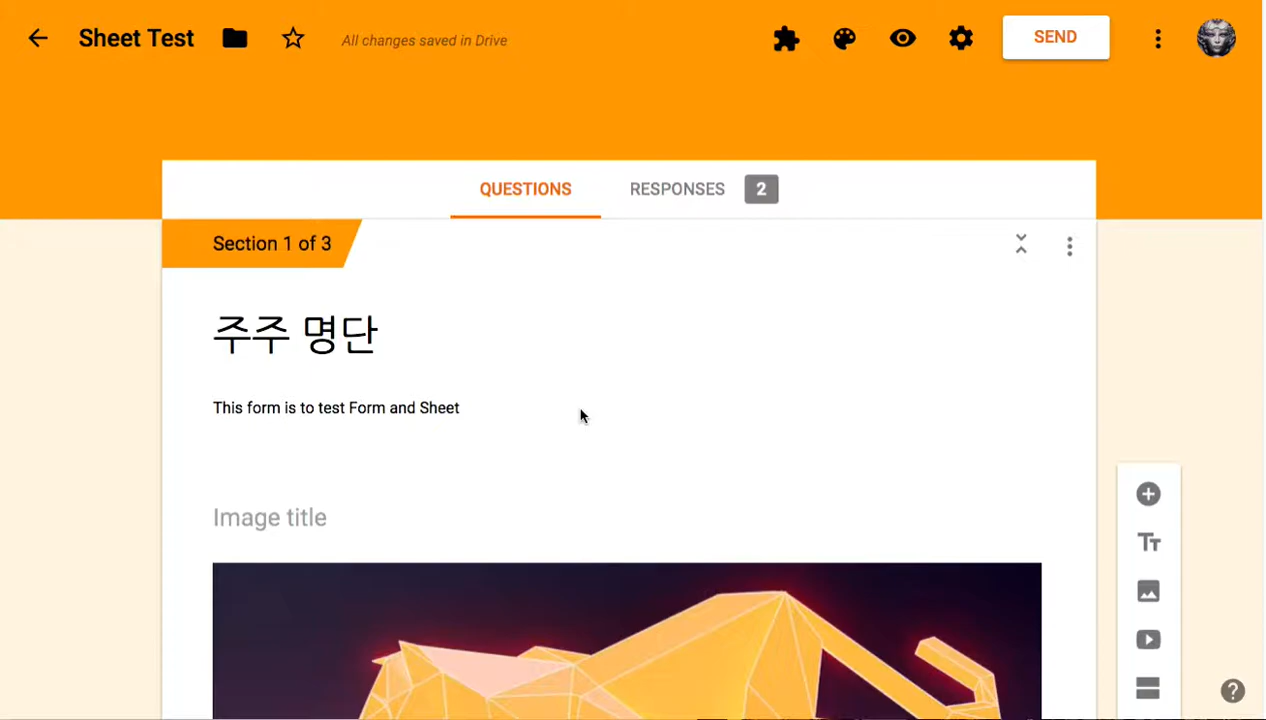 Sheet Test
All changes saved in Drive
SEND
QUESTIONS
RESPONSES
2
Section 1 of 3
주주 명단
This form is to test Form and Sheet
Image title